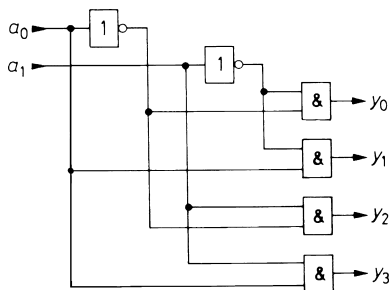 a₀ 1
a₁ 1
& y₀
& y₁
& y₂
& y₃